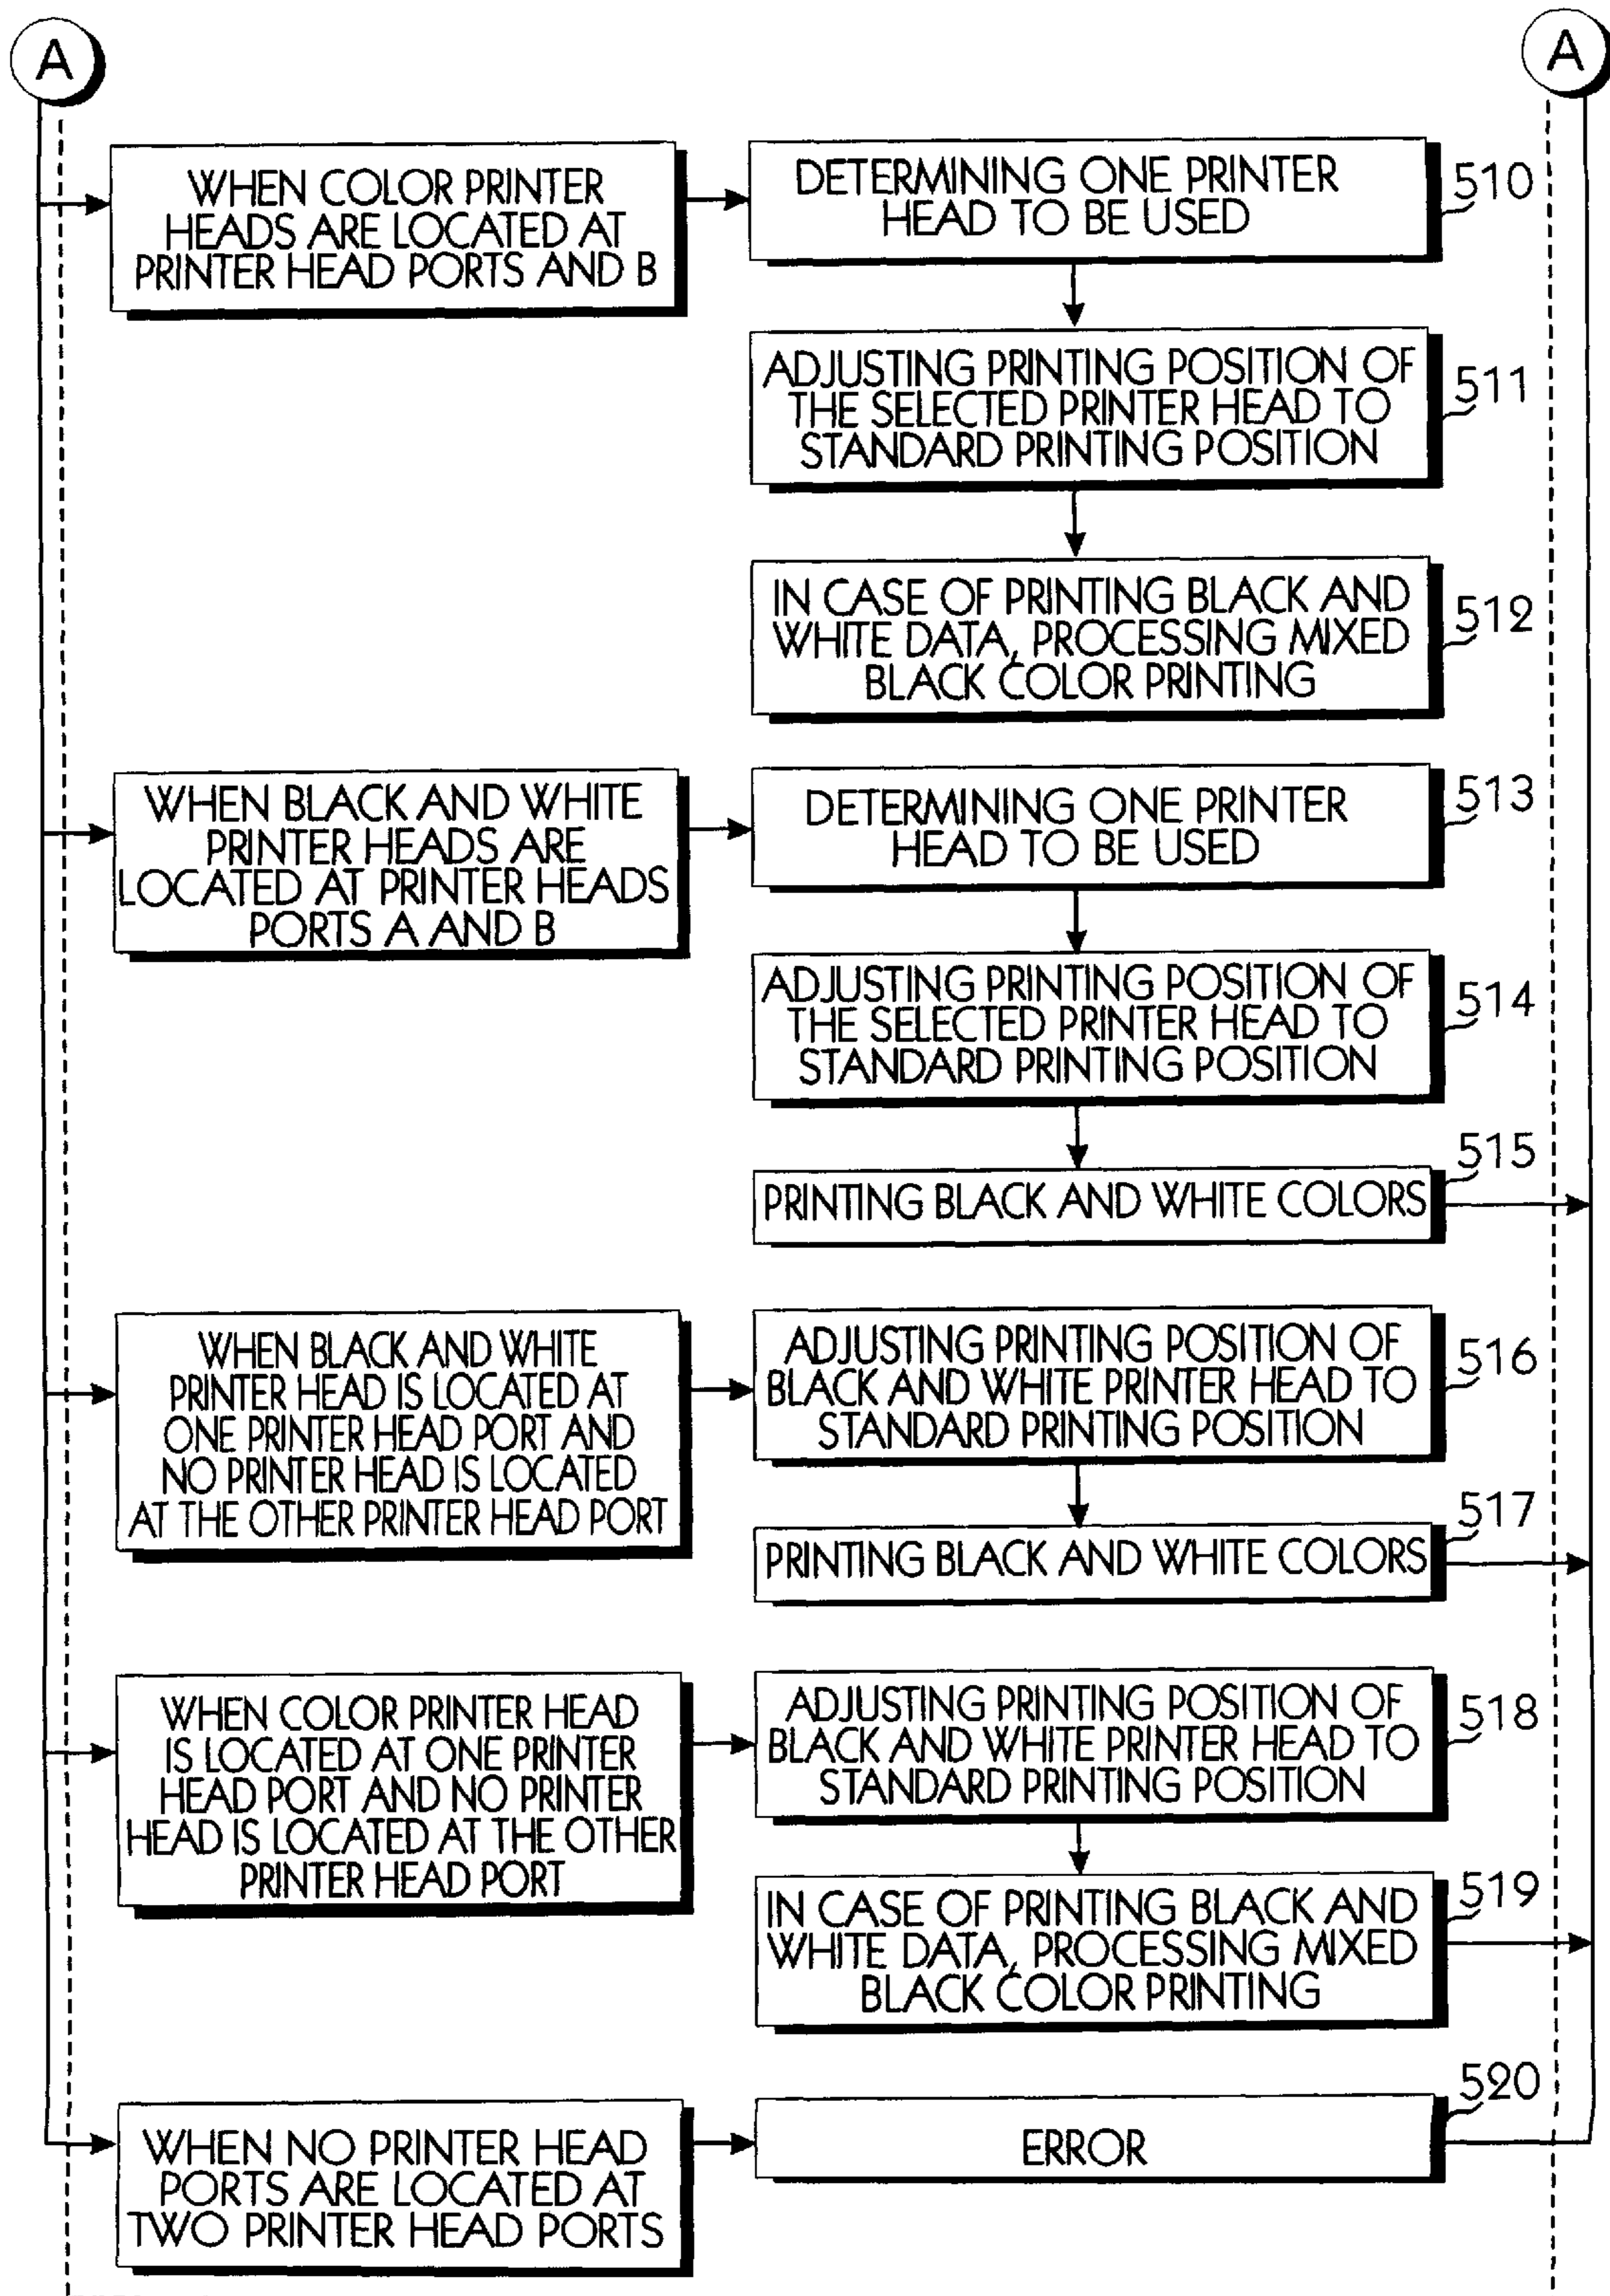 A
A
WHEN COLOR PRINTER
HEADS ARE LOCATED AT
PRINTER HEAD PORTS AND B
DETERMINING ONE PRINTER
HEAD TO BE USED
510
ADJUSTING PRINTING POSITION OF
THE SELECTED PRINTER HEAD TO
STANDARD PRINTING POSITION
511
IN CASE OF PRINTING BLACK AND
WHITE DATA, PROCESSING MIXED
BLACK COLOR PRINTING
512
WHEN BLACK AND WHITE
PRINTER HEADS ARE
LOCATED AT PRINTER HEADS
PORTS A AND B
DETERMINING ONE PRINTER
HEAD TO BE USED
513
ADJUSTING PRINTING POSITION OF
THE SELECTED PRINTER HEAD TO
STANDARD PRINTING POSITION
514
PRINTING BLACK AND WHITE COLORS
515
WHEN BLACK AND WHITE
PRINTER HEAD IS LOCATED AT
ONE PRINTER HEAD PORT AND
NO PRINTER HEAD IS LOCATED
AT THE OTHER PRINTER HEAD PORT
ADJUSTING PRINTING POSITION OF
BLACK AND WHITE PRINTER HEAD TO
STANDARD PRINTING POSITION
516
PRINTING BLACK AND WHITE COLORS
517
WHEN COLOR PRINTER HEAD
IS LOCATED AT ONE PRINTER
HEAD PORT AND NO PRINTER
HEAD IS LOCATED AT THE OTHER
PRINTER HEAD PORT
ADJUSTING PRINTING POSITION OF
BLACK AND WHITE PRINTER HEAD TO
STANDARD PRINTING POSITION
518
IN CASE OF PRINTING BLACK AND
WHITE DATA, PROCESSING MIXED
BLACK COLOR PRINTING
519
WHEN NO PRINTER HEAD
PORTS ARE LOCATED AT
TWO PRINTER HEAD PORTS
ERROR
520